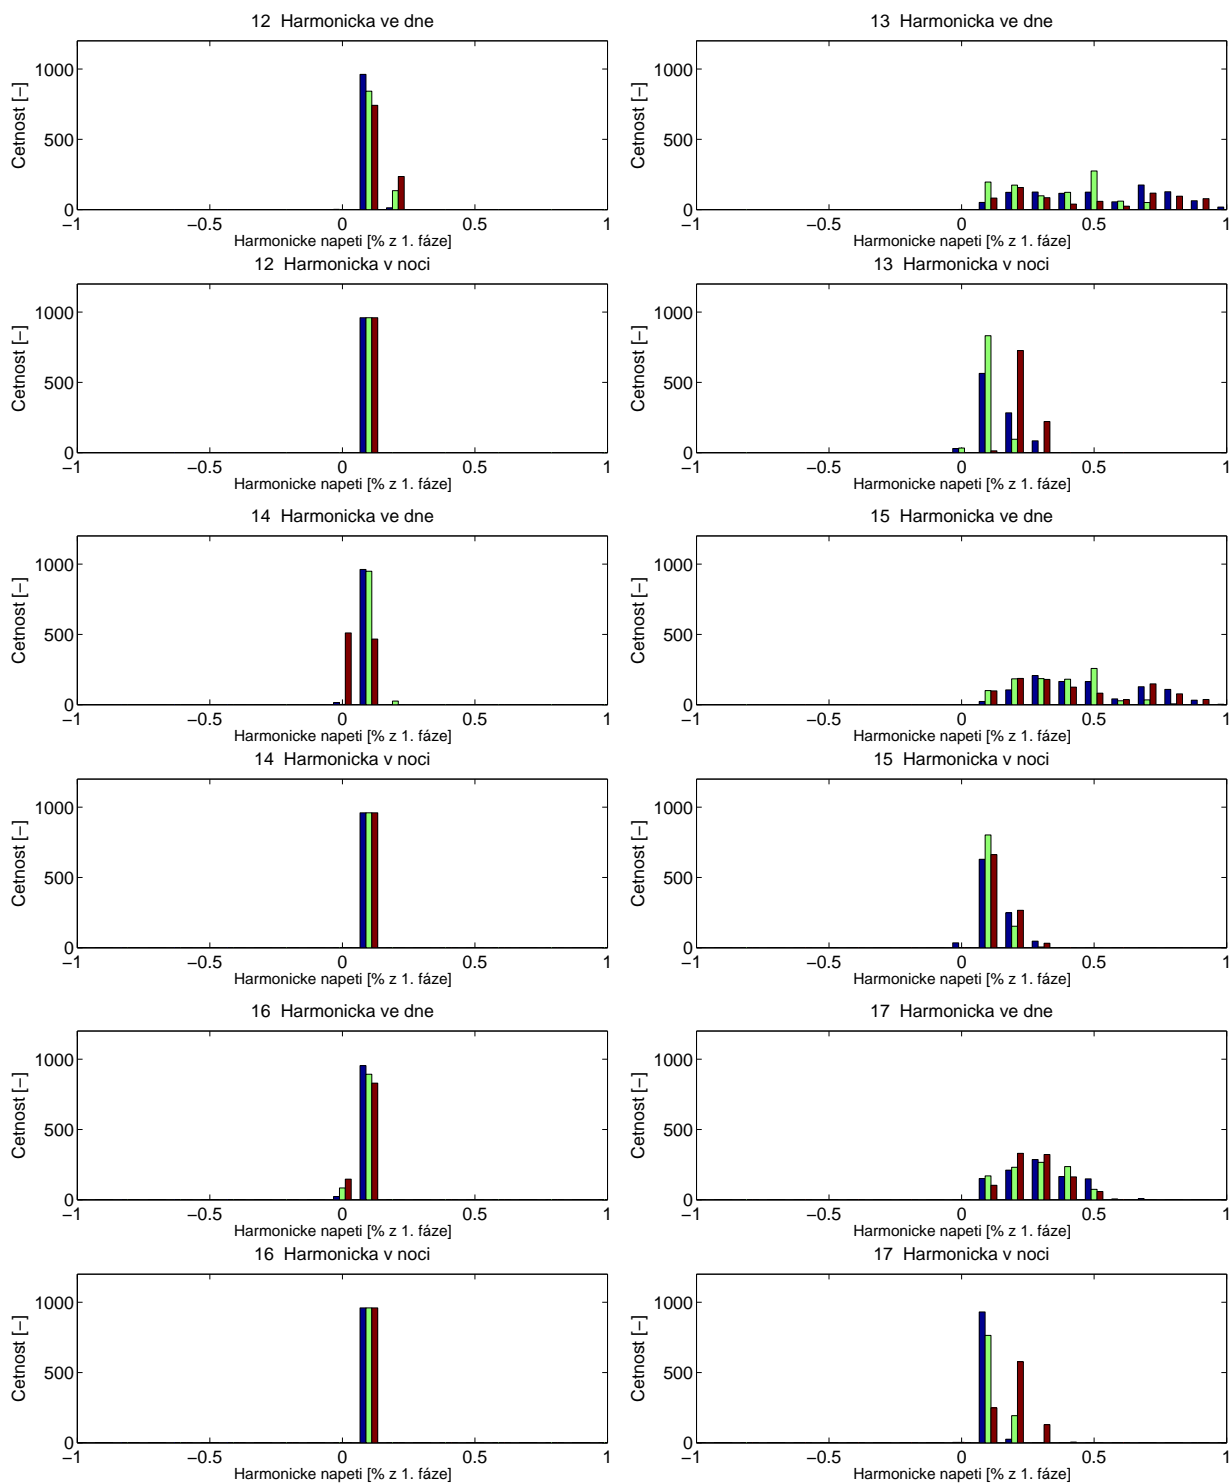 12  Harmonicka ve dne
1000
500
0
Cetnost [−]
−1 −0.5 0 0.5 1
Harmonicke napeti [% z 1. fáze]
13  Harmonicka ve dne
1000
500
0
Cetnost [−]
−1 −0.5 0 0.5 1
Harmonicke napeti [% z 1. fáze]
12  Harmonicka v noci
1000
500
0
Cetnost [−]
−1 −0.5 0 0.5 1
Harmonicke napeti [% z 1. fáze]
13  Harmonicka v noci
1000
500
0
Cetnost [−]
−1 −0.5 0 0.5 1
Harmonicke napeti [% z 1. fáze]
14  Harmonicka ve dne
1000
500
0
Cetnost [−]
−1 −0.5 0 0.5 1
Harmonicke napeti [% z 1. fáze]
15  Harmonicka ve dne
1000
500
0
Cetnost [−]
−1 −0.5 0 0.5 1
Harmonicke napeti [% z 1. fáze]
14  Harmonicka v noci
1000
500
0
Cetnost [−]
−1 −0.5 0 0.5 1
Harmonicke napeti [% z 1. fáze]
15  Harmonicka v noci
1000
500
0
Cetnost [−]
−1 −0.5 0 0.5 1
Harmonicke napeti [% z 1. fáze]
16  Harmonicka ve dne
1000
500
0
Cetnost [−]
−1 −0.5 0 0.5 1
Harmonicke napeti [% z 1. fáze]
17  Harmonicka ve dne
1000
500
0
Cetnost [−]
−1 −0.5 0 0.5 1
Harmonicke napeti [% z 1. fáze]
16  Harmonicka v noci
1000
500
0
Cetnost [−]
−1 −0.5 0 0.5 1
Harmonicke napeti [% z 1. fáze]
17  Harmonicka v noci
1000
500
0
Cetnost [−]
−1 −0.5 0 0.5 1
Harmonicke napeti [% z 1. fáze]